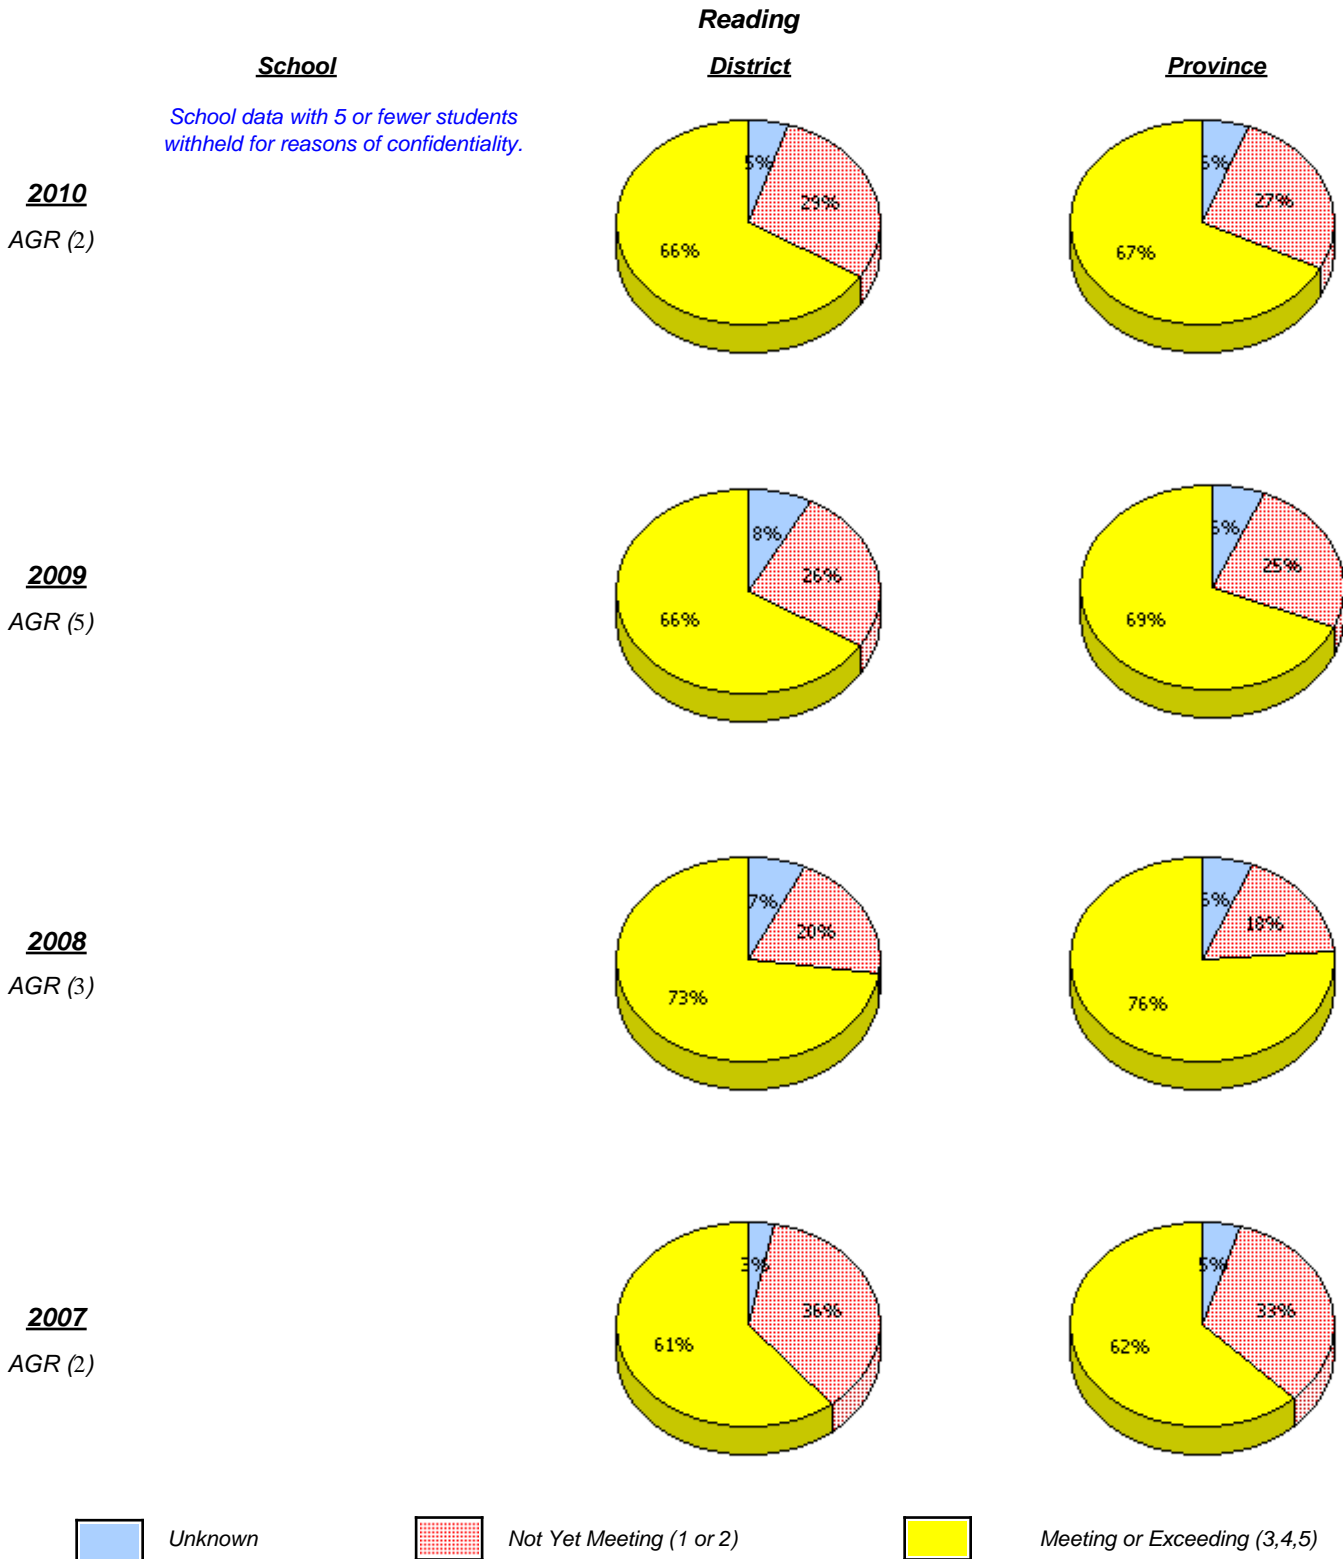 Reading
School
District
Province
School data with 5 or fewer students
withheld for reasons of confidentiality.
2010
AGR (2)
5%
29%
66%
6%
27%
67%
2009
AGR (5)
8%
26%
66%
6%
25%
69%
2008
AGR (3)
7%
20%
73%
6%
18%
76%
2007
AGR (2)
3%
36%
61%
5%
33%
62%
Unknown
Not Yet Meeting (1 or 2)
Meeting or Exceeding (3,4,5)